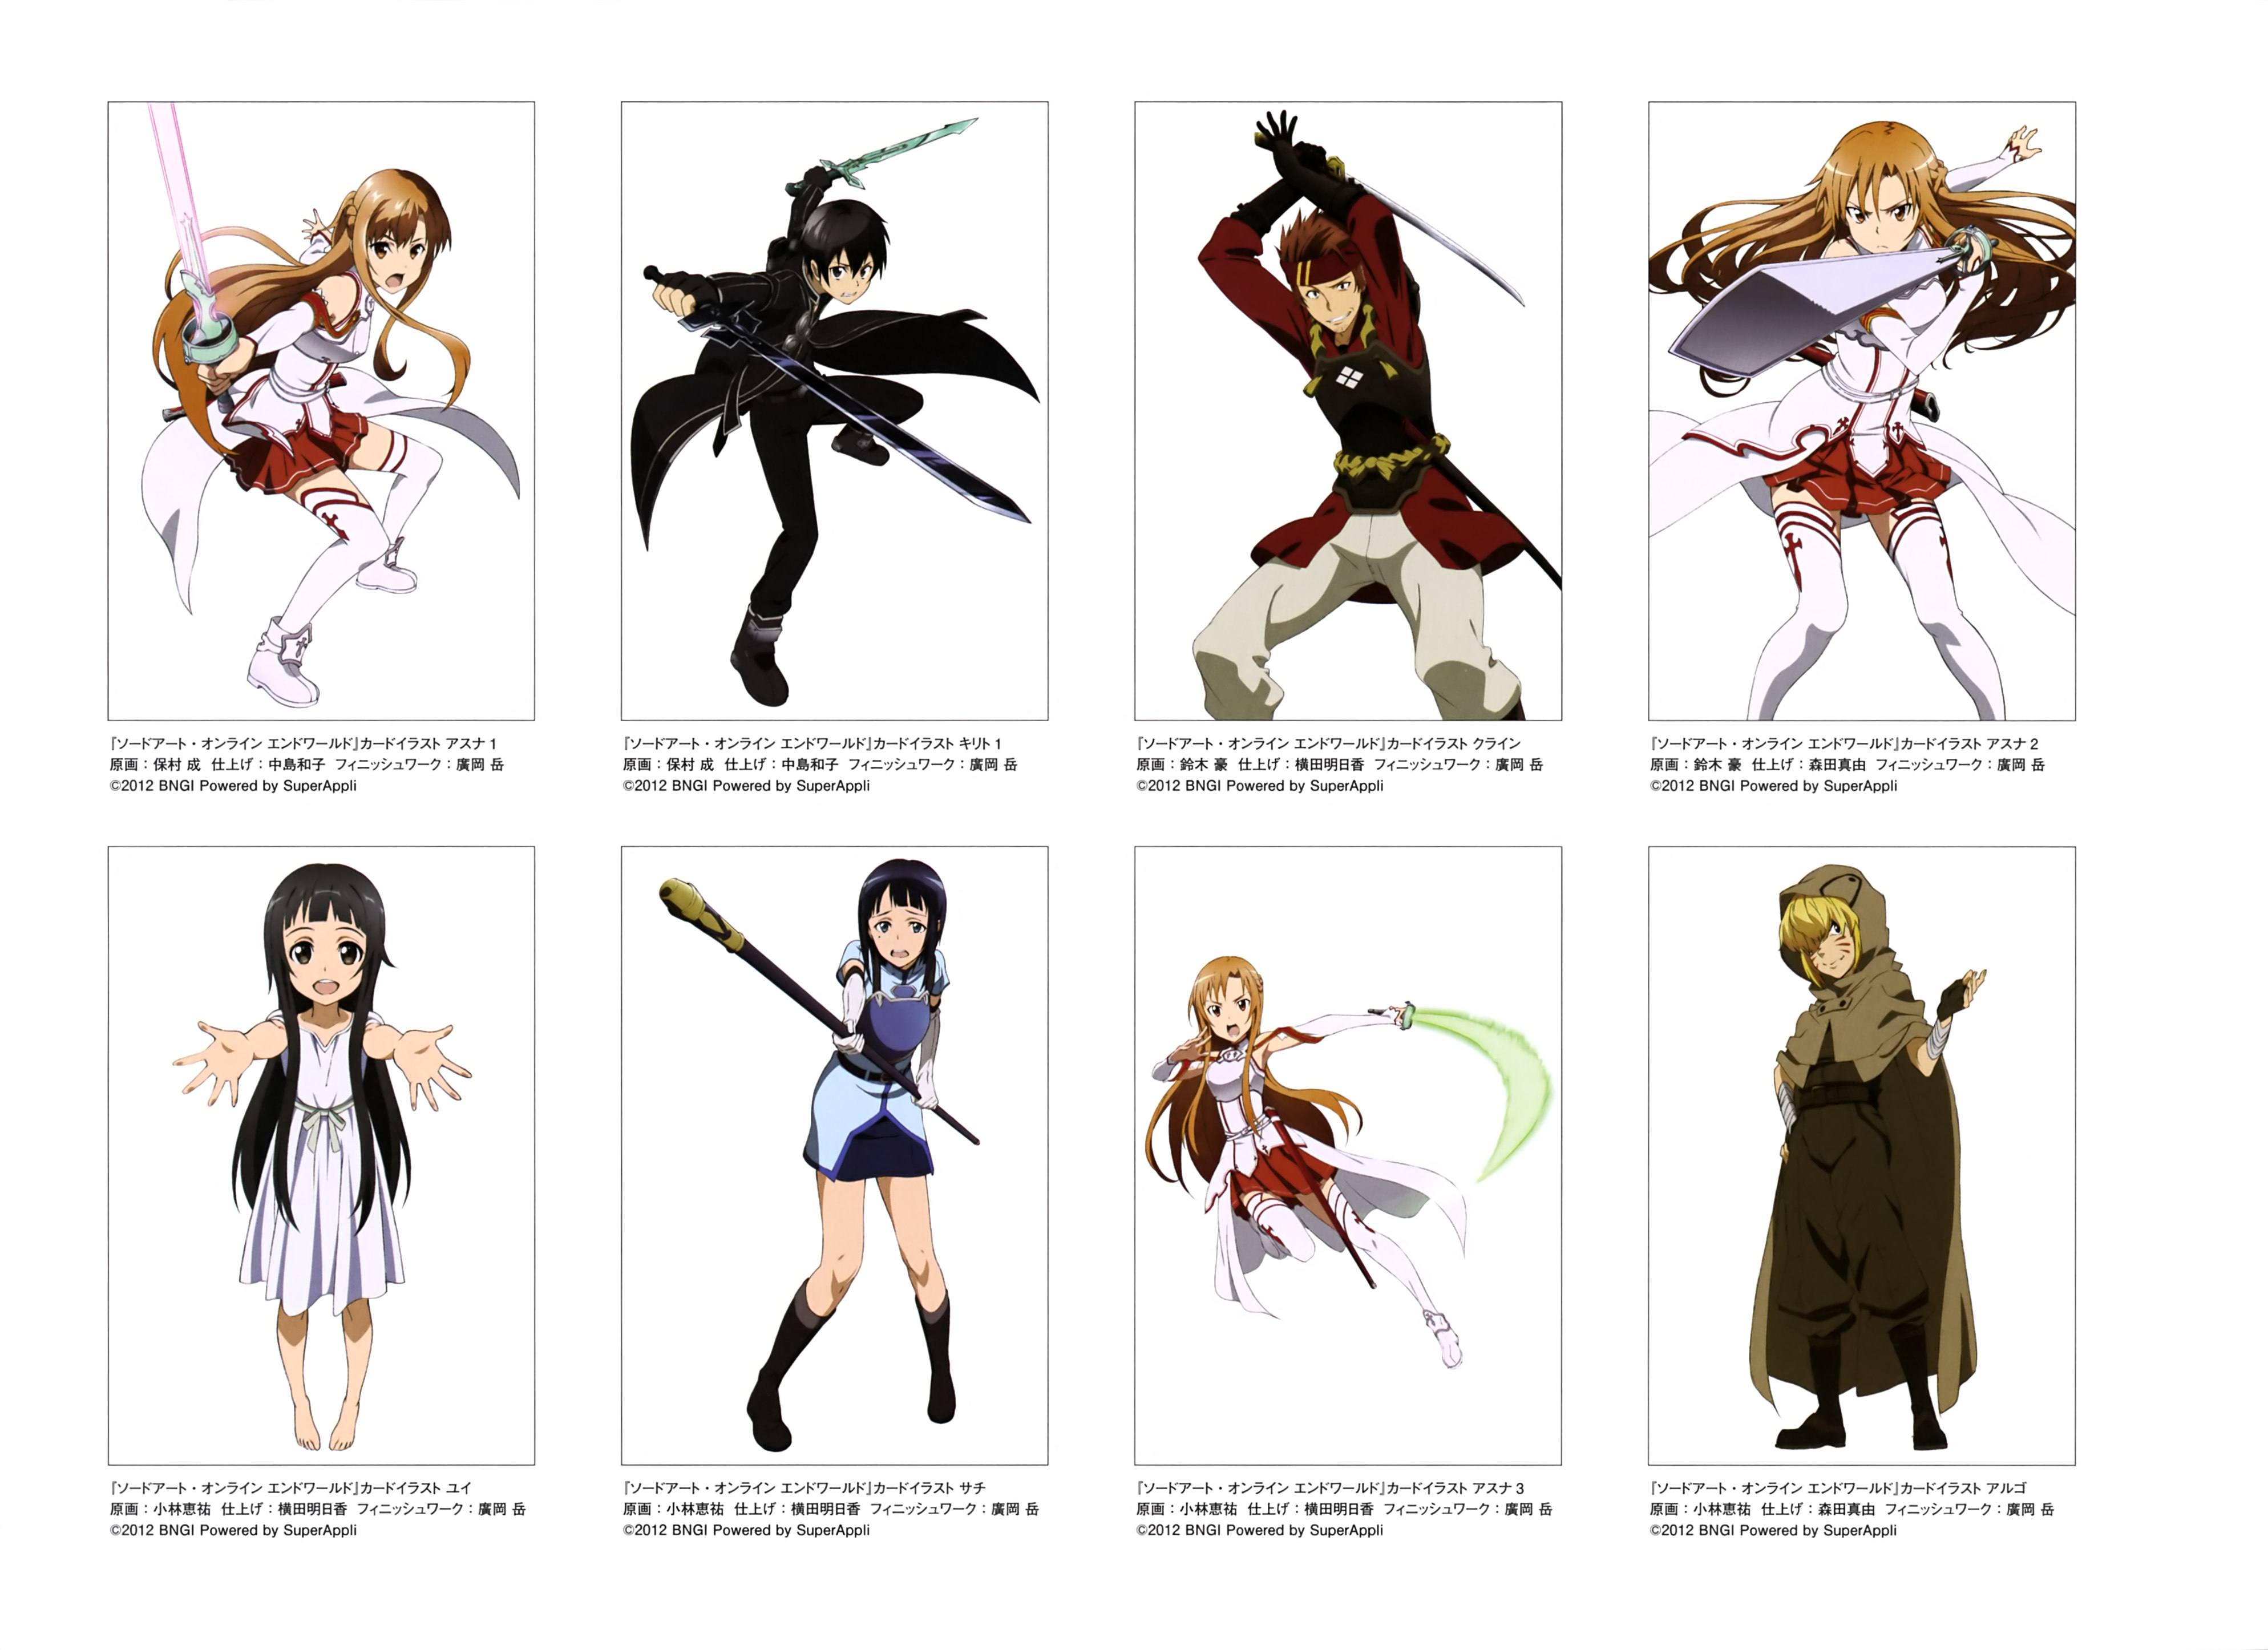 『ソードアート・オンライン エンドワールド』カードイラスト アスナ 1
原画：保村 成 仕上げ：中島和子 フィニッシュワーク：廣岡 岳
©2012 BNGI Powered by SuperAppli
『ソードアート・オンライン エンドワールド』カードイラスト キリト 1
原画：保村 成 仕上げ：中島和子 フィニッシュワーク：廣岡 岳
©2012 BNGI Powered by SuperAppli
『ソードアート・オンライン エンドワールド』カードイラスト クライン
原画：鈴木 豪 仕上げ：横田明日香 フィニッシュワーク：廣岡 岳
©2012 BNGI Powered by SuperAppli
『ソードアート・オンライン エンドワールド』カードイラスト アスナ 2
原画：鈴木 豪 仕上げ：森田真由 フィニッシュワーク：廣岡 岳
©2012 BNGI Powered by SuperAppli
『ソードアート・オンライン エンドワールド』カードイラスト ユイ
原画：小林恵祐 仕上げ：横田明日香 フィニッシュワーク：廣岡 岳
©2012 BNGI Powered by SuperAppli
『ソードアート・オンライン エンドワールド』カードイラスト サチ
原画：小林恵祐 仕上げ：横田明日香 フィニッシュワーク：廣岡 岳
©2012 BNGI Powered by SuperAppli
『ソードアート・オンライン エンドワールド』カードイラスト アスナ 3
原画：小林恵祐 仕上げ：横田明日香 フィニッシュワーク：廣岡 岳
©2012 BNGI Powered by SuperAppli
『ソードアート・オンライン エンドワールド』カードイラスト アルゴ
原画：小林恵祐 仕上げ：森田真由 フィニッシュワーク：廣岡 岳
©2012 BNGI Powered by SuperAppli